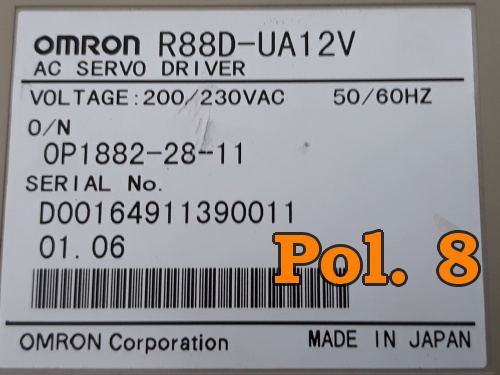 OMRON R88D-UA12V
AC SERVO DRIVER
VOLTAGE:200/230VAC 50/60HZ
O/N
OP1882-28-11
SERIAL No.
D00164911390011
01.06
Pol. 8
OMRON Corporation MADE IN JAPAN